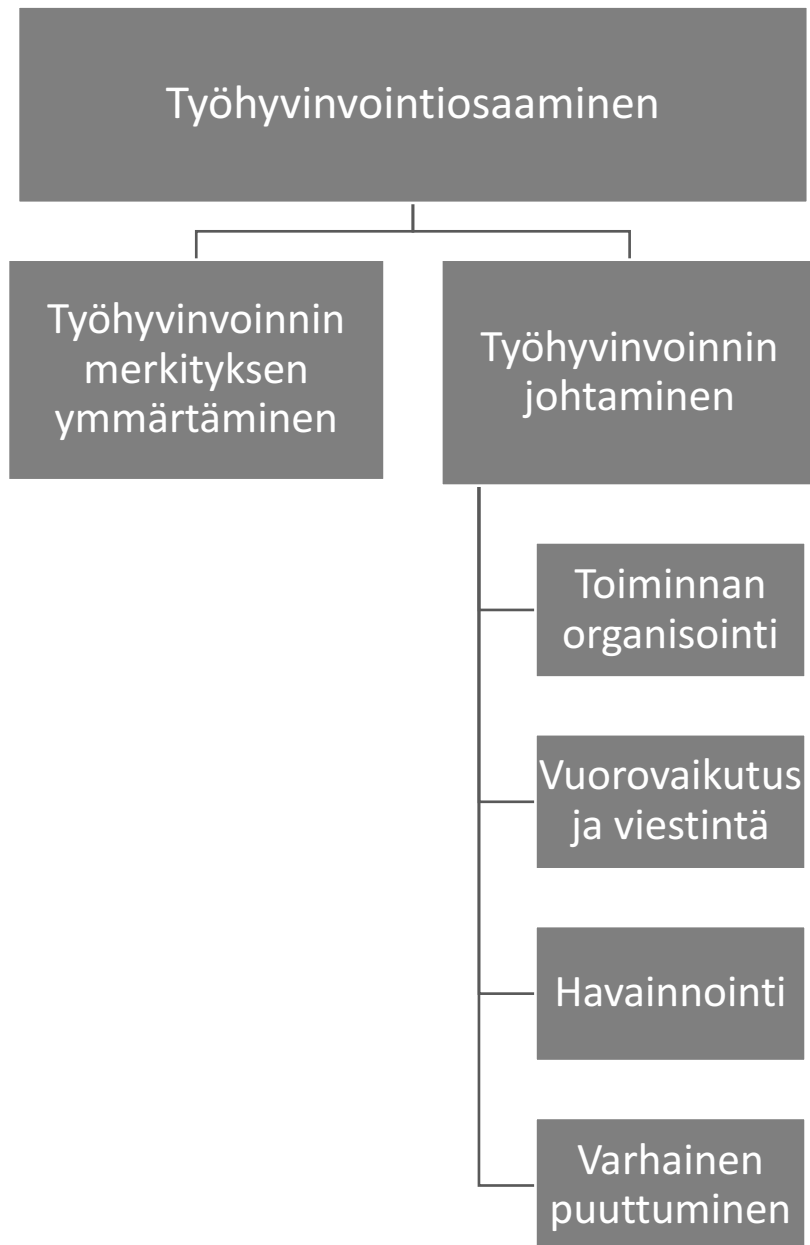 Työhyvinvointiosaaminen
Työhyvinvoinnin
merkityksen
ymmärtäminen
Työhyvinvoinnin
johtaminen
Toiminnan
organisointi
Vuorovaikutus
ja viestintä
Havainnointi
Varhainen
puuttuminen